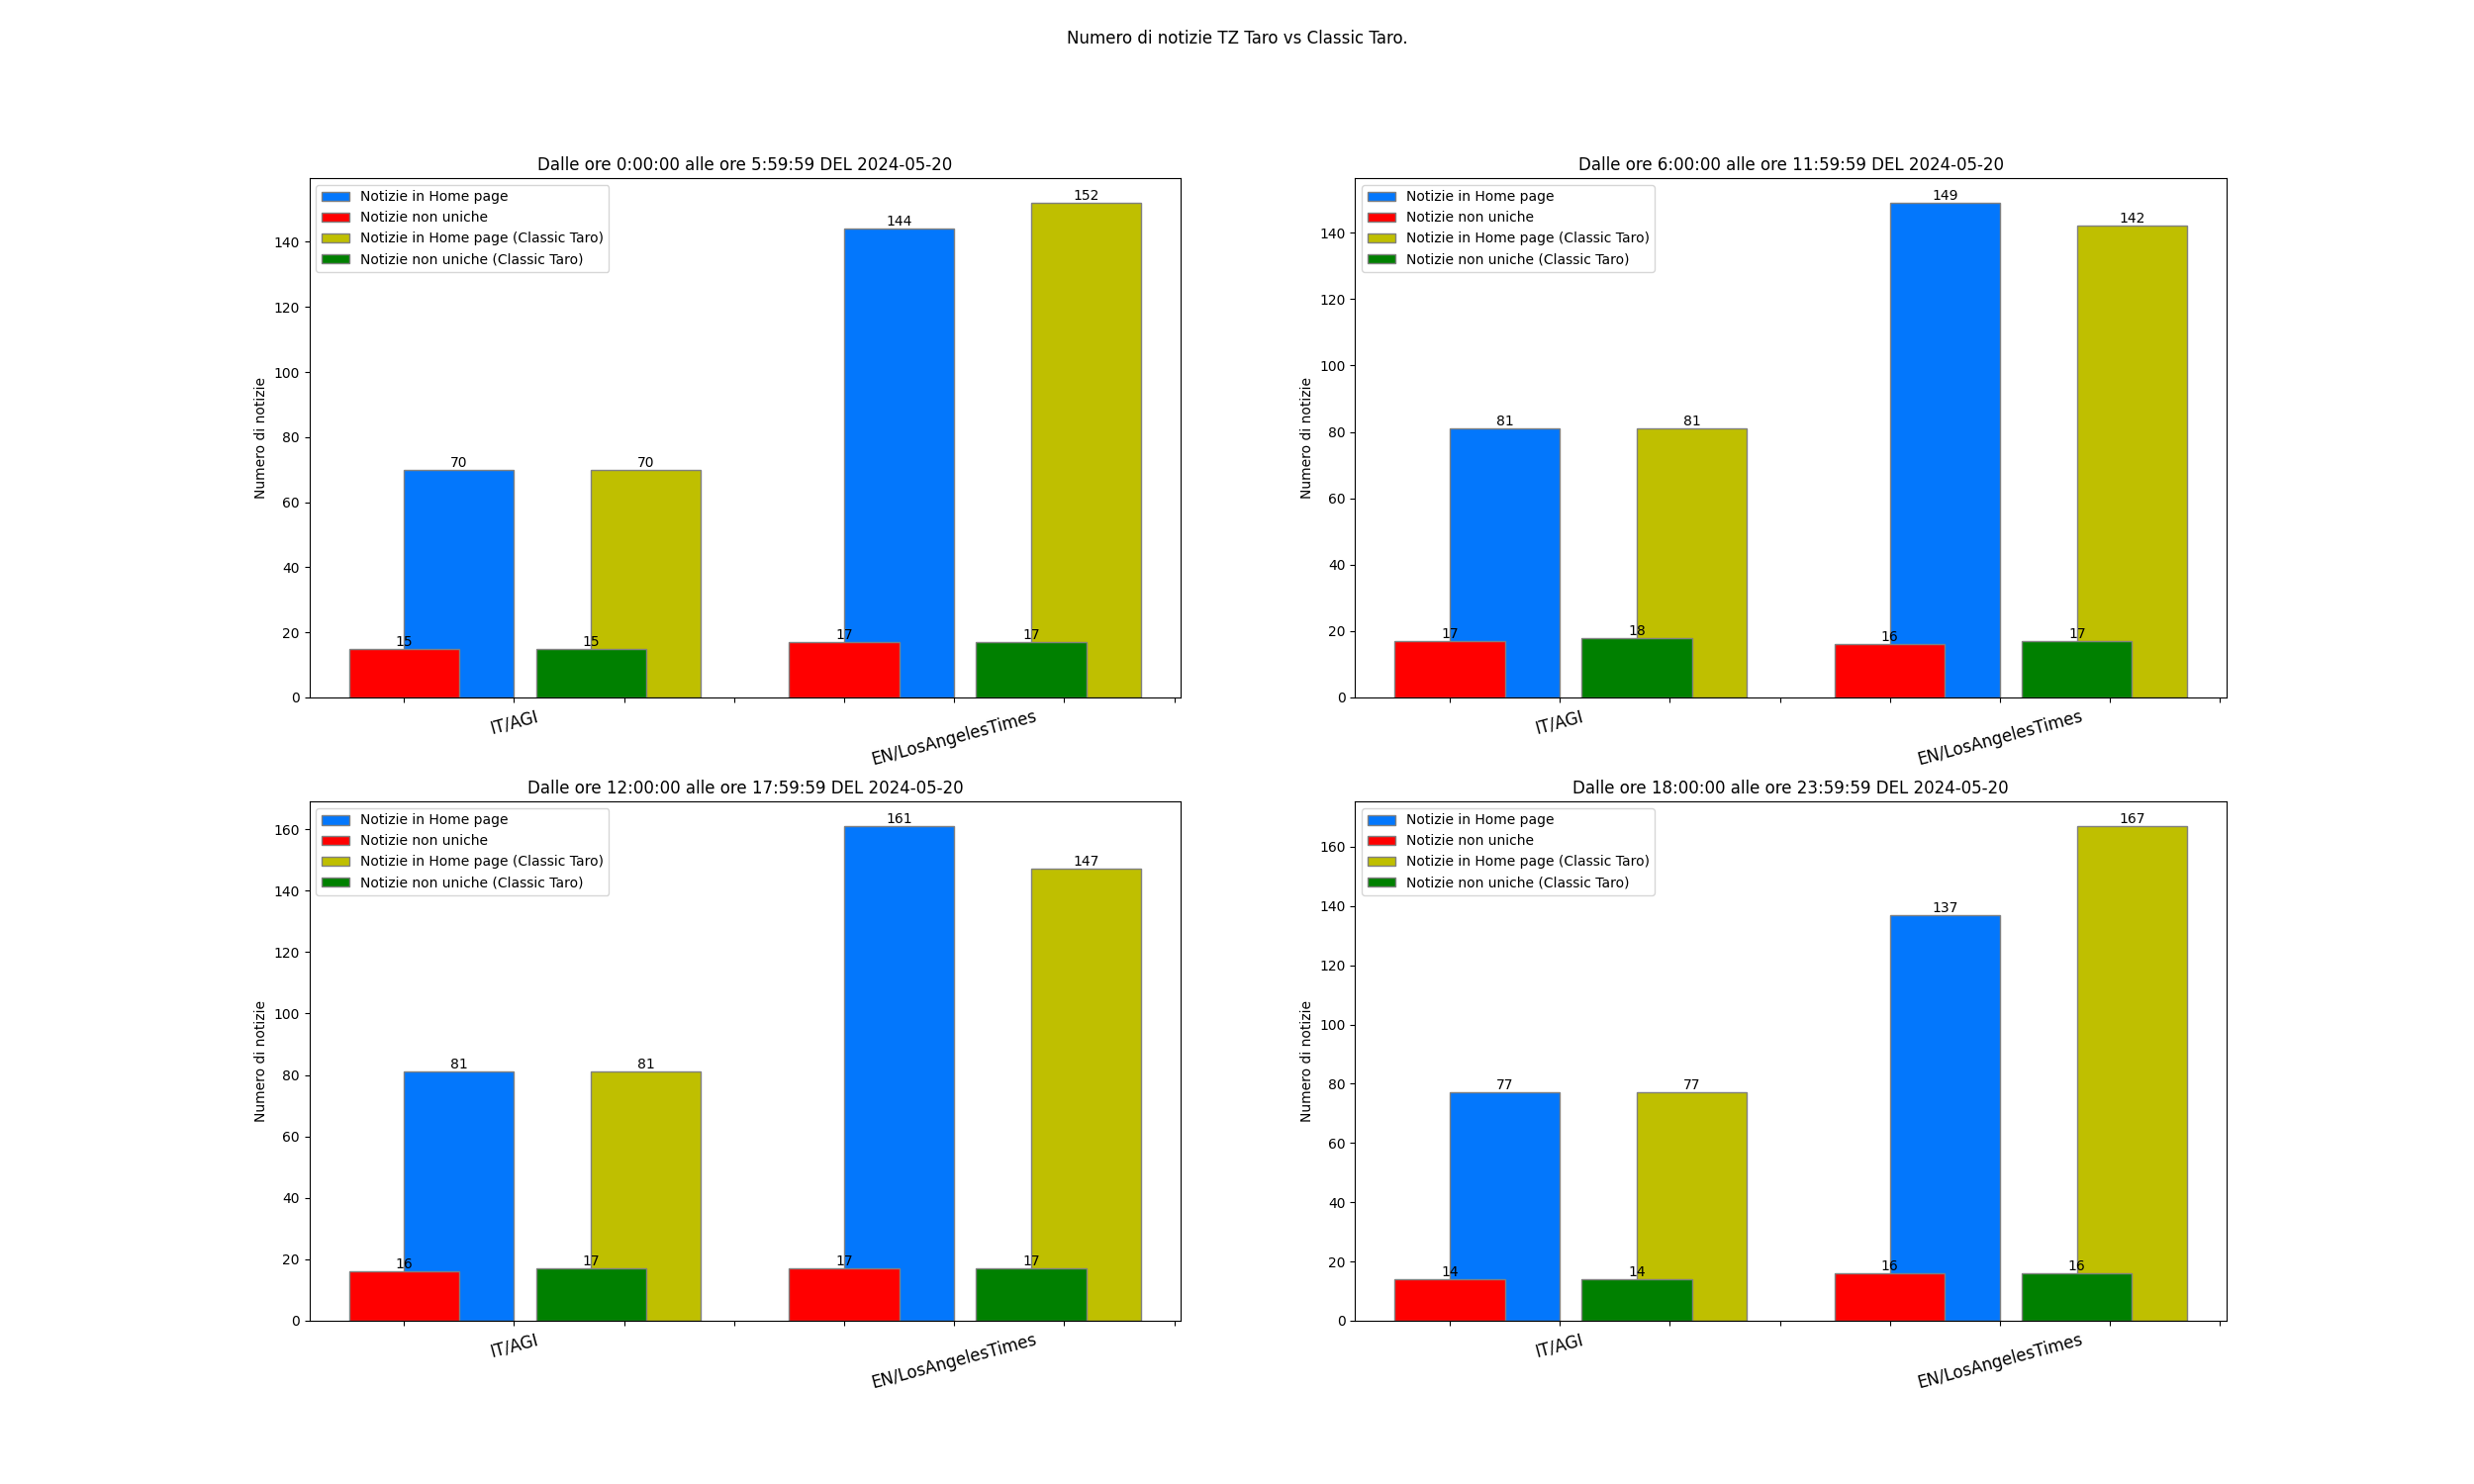 Numero di notizie TZ Taro vs Classic Taro.
Dalle ore 0:00:00 alle ore 5:59:59 DEL 2024-05-20
Notizie in Home page
Notizie non uniche
Notizie in Home page (Classic Taro)
Notizie non uniche (Classic Taro)
Numero di notizie
140
120
100
80
60
40
20
0
70
70
144
152
15
15
17
17
IT/AGI
EN/LosAngelesTimes
Dalle ore 6:00:00 alle ore 11:59:59 DEL 2024-05-20
Notizie in Home page
Notizie non uniche
Notizie in Home page (Classic Taro)
Notizie non uniche (Classic Taro)
Numero di notizie
140
120
100
80
60
40
20
0
81
81
149
142
17
18
16
17
IT/AGI
EN/LosAngelesTimes
Dalle ore 12:00:00 alle ore 17:59:59 DEL 2024-05-20
Notizie in Home page
Notizie non uniche
Notizie in Home page (Classic Taro)
Notizie non uniche (Classic Taro)
Numero di notizie
160
140
120
100
80
60
40
20
0
81
81
161
147
16
17
17
17
IT/AGI
EN/LosAngelesTimes
Dalle ore 18:00:00 alle ore 23:59:59 DEL 2024-05-20
Notizie in Home page
Notizie non uniche
Notizie in Home page (Classic Taro)
Notizie non uniche (Classic Taro)
Numero di notizie
160
140
120
100
80
60
40
20
0
77
77
137
167
14
14
16
16
IT/AGI
EN/LosAngelesTimes